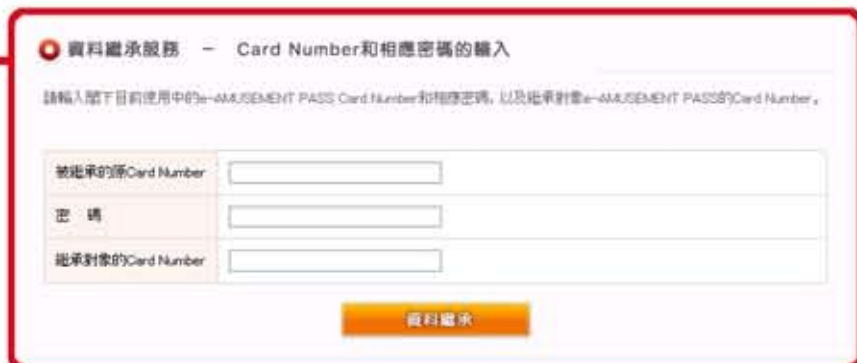 資料繼承服務 － Card Number和相應密碼的輸入
請輸入閣下目前使用中的e-AMUSEMENT PASS Card Number和相應密碼，以及繼承對象e-AMUSEMENT PASS的Card Number。
被繼承的原Card Number
密 碼
繼承對象的Card Number
資料繼承